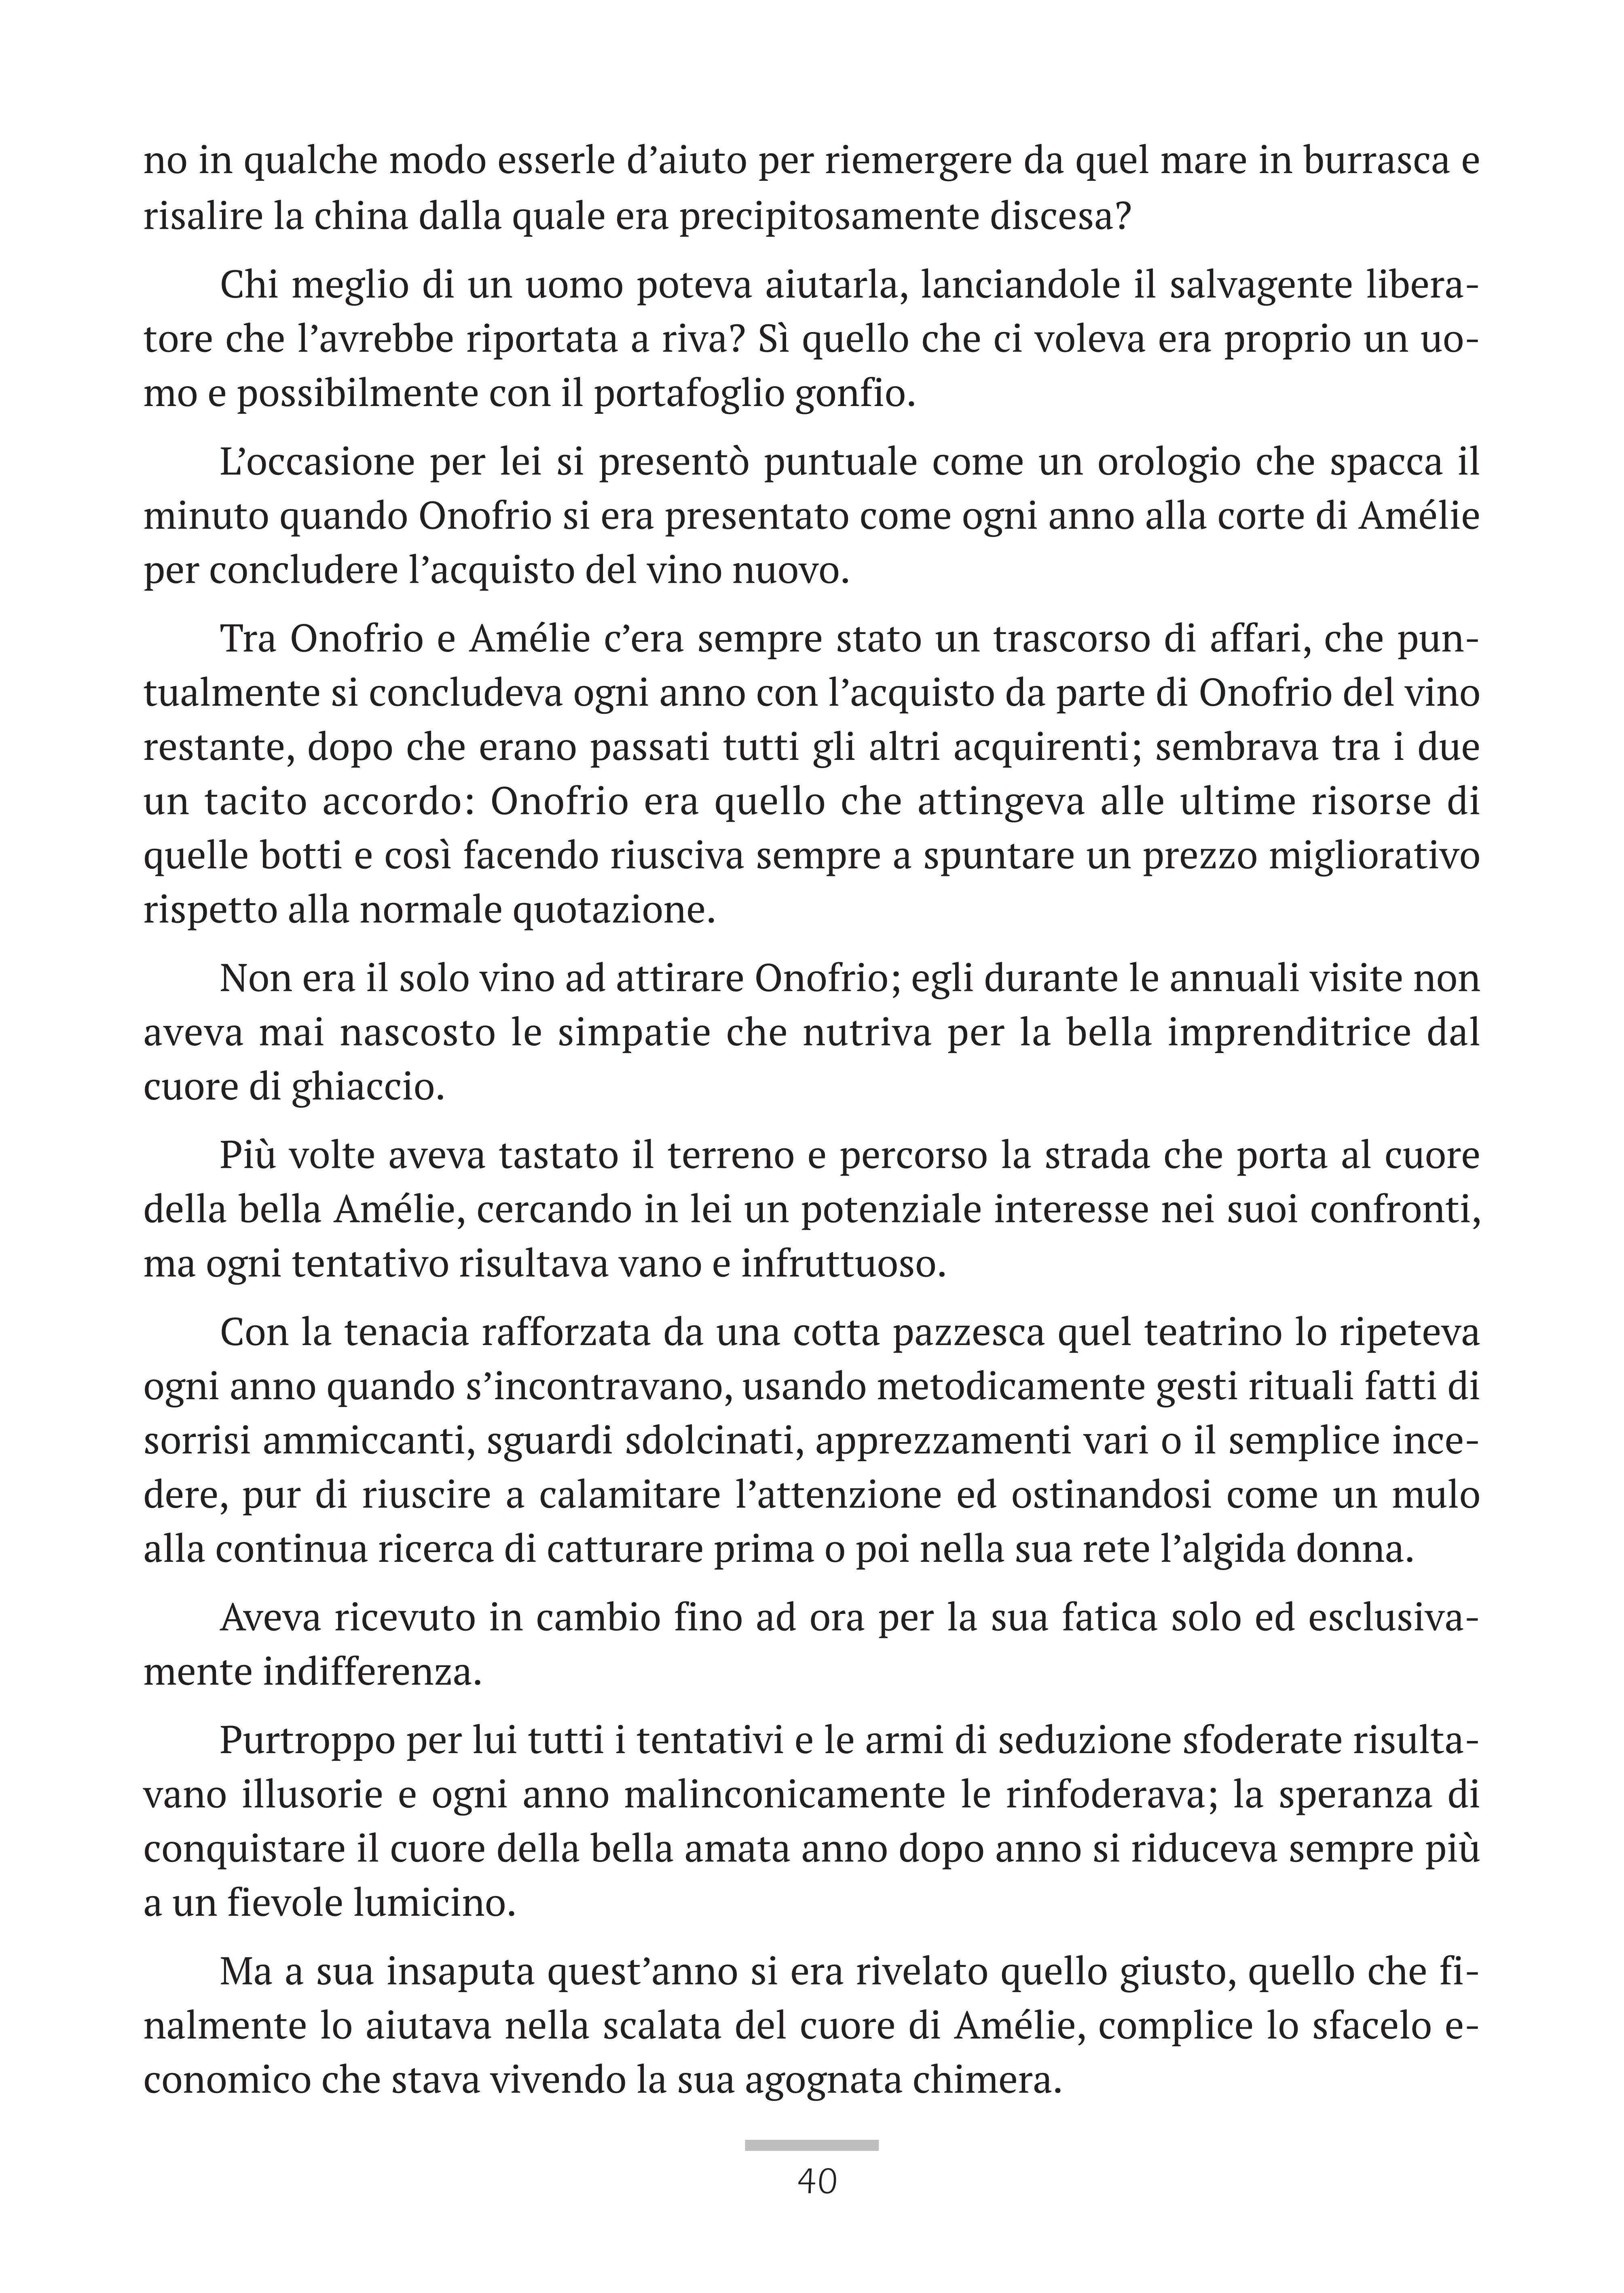 no in qualche modo esserle d’aiuto per riemergere da quel mare in burrasca e
risalire la china dalla quale era precipitosamente discesa?
Chi meglio di un uomo poteva aiutarla, lanciandole il salvagente libera-
tore che l’avrebbe riportata a riva? Sì quello che ci voleva era proprio un uo-
mo e possibilmente con il portafoglio gonfio.
L’occasione per lei si presentò puntuale come un orologio che spacca il
minuto quando Onofrio si era presentato come ogni anno alla corte di Amélie
per concludere l’acquisto del vino nuovo.
Tra Onofrio e Amélie c’era sempre stato un trascorso di affari, che pun-
tualmente si concludeva ogni anno con l’acquisto da parte di Onofrio del vino
restante, dopo che erano passati tutti gli altri acquirenti; sembrava tra i due
un tacito accordo: Onofrio era quello che attingeva alle ultime risorse di
quelle botti e così facendo riusciva sempre a spuntare un prezzo migliorativo
rispetto alla normale quotazione.
Non era il solo vino ad attirare Onofrio; egli durante le annuali visite non
aveva mai nascosto le simpatie che nutriva per la bella imprenditrice dal
cuore di ghiaccio.
Più volte aveva tastato il terreno e percorso la strada che porta al cuore
della bella Amélie, cercando in lei un potenziale interesse nei suoi confronti,
ma ogni tentativo risultava vano e infruttuoso.
Con la tenacia rafforzata da una cotta pazzesca quel teatrino lo ripeteva
ogni anno quando s’incontravano, usando metodicamente gesti rituali fatti di
sorrisi ammiccanti, sguardi sdolcinati, apprezzamenti vari o il semplice ince-
dere, pur di riuscire a calamitare l’attenzione ed ostinandosi come un mulo
alla continua ricerca di catturare prima o poi nella sua rete l’algida donna.
Aveva ricevuto in cambio fino ad ora per la sua fatica solo ed esclusiva-
mente indifferenza.
Purtroppo per lui tutti i tentativi e le armi di seduzione sfoderate risulta-
vano illusorie e ogni anno malinconicamente le rinfoderava; la speranza di
conquistare il cuore della bella amata anno dopo anno si riduceva sempre più
a un fievole lumicino.
Ma a sua insaputa quest’anno si era rivelato quello giusto, quello che fi-
nalmente lo aiutava nella scalata del cuore di Amélie, complice lo sfacelo e-
conomico che stava vivendo la sua agognata chimera.
40